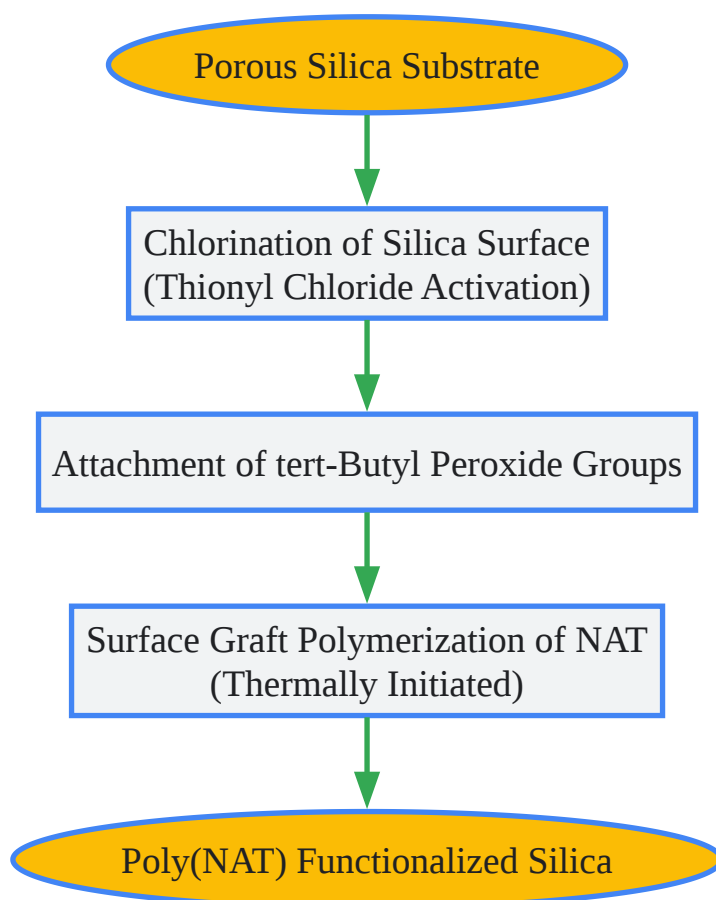 Porous Silica Substrate
Chlorination of Silica Surface
(Thionyl Chloride Activation)
Attachment of tert-Butyl Peroxide Groups
Surface Graft Polymerization of NAT
(Thermally Initiated)
Poly(NAT) Functionalized Silica